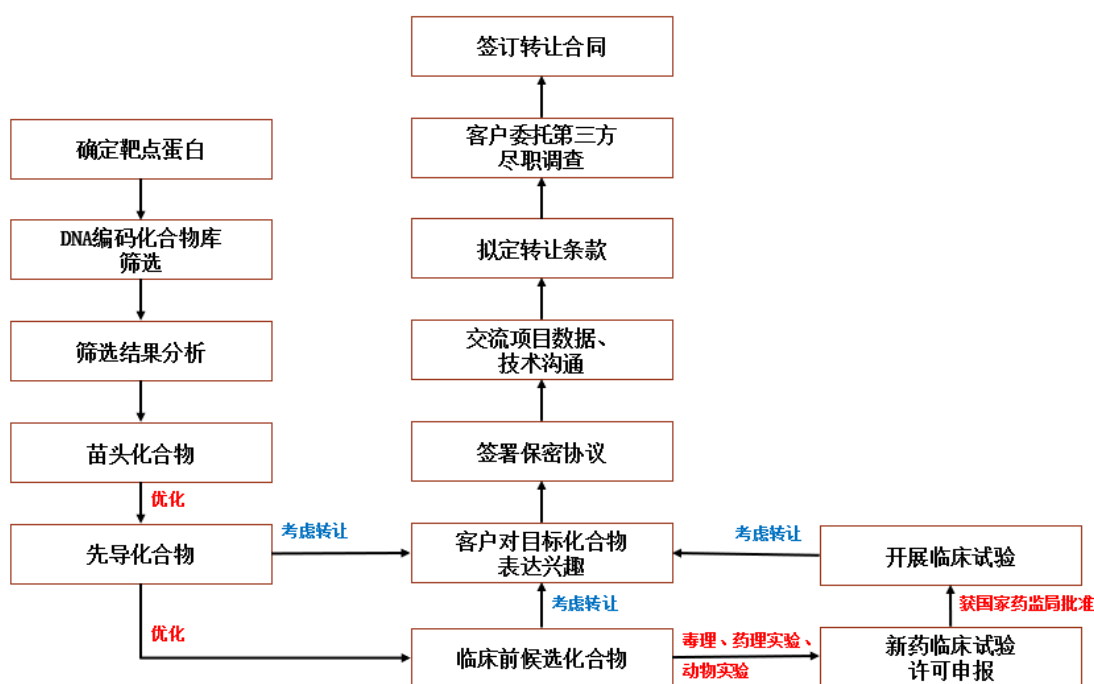 签订转让合同
客户委托第三方
尽职调查
确定靶点蛋白
DNA编码化合物库
筛选
拟定转让条款
筛选结果分析
交流项目数据、
技术沟通
苗头化合物
签署保密协议
优化
先导化合物
考虑转让
客户对目标化合物
表达兴趣
考虑转让
开展临床试验
优化
考虑转让
获国家药监局批准
临床前候选化合物
毒理、药理实验、
动物实验
新药临床试验
许可申报